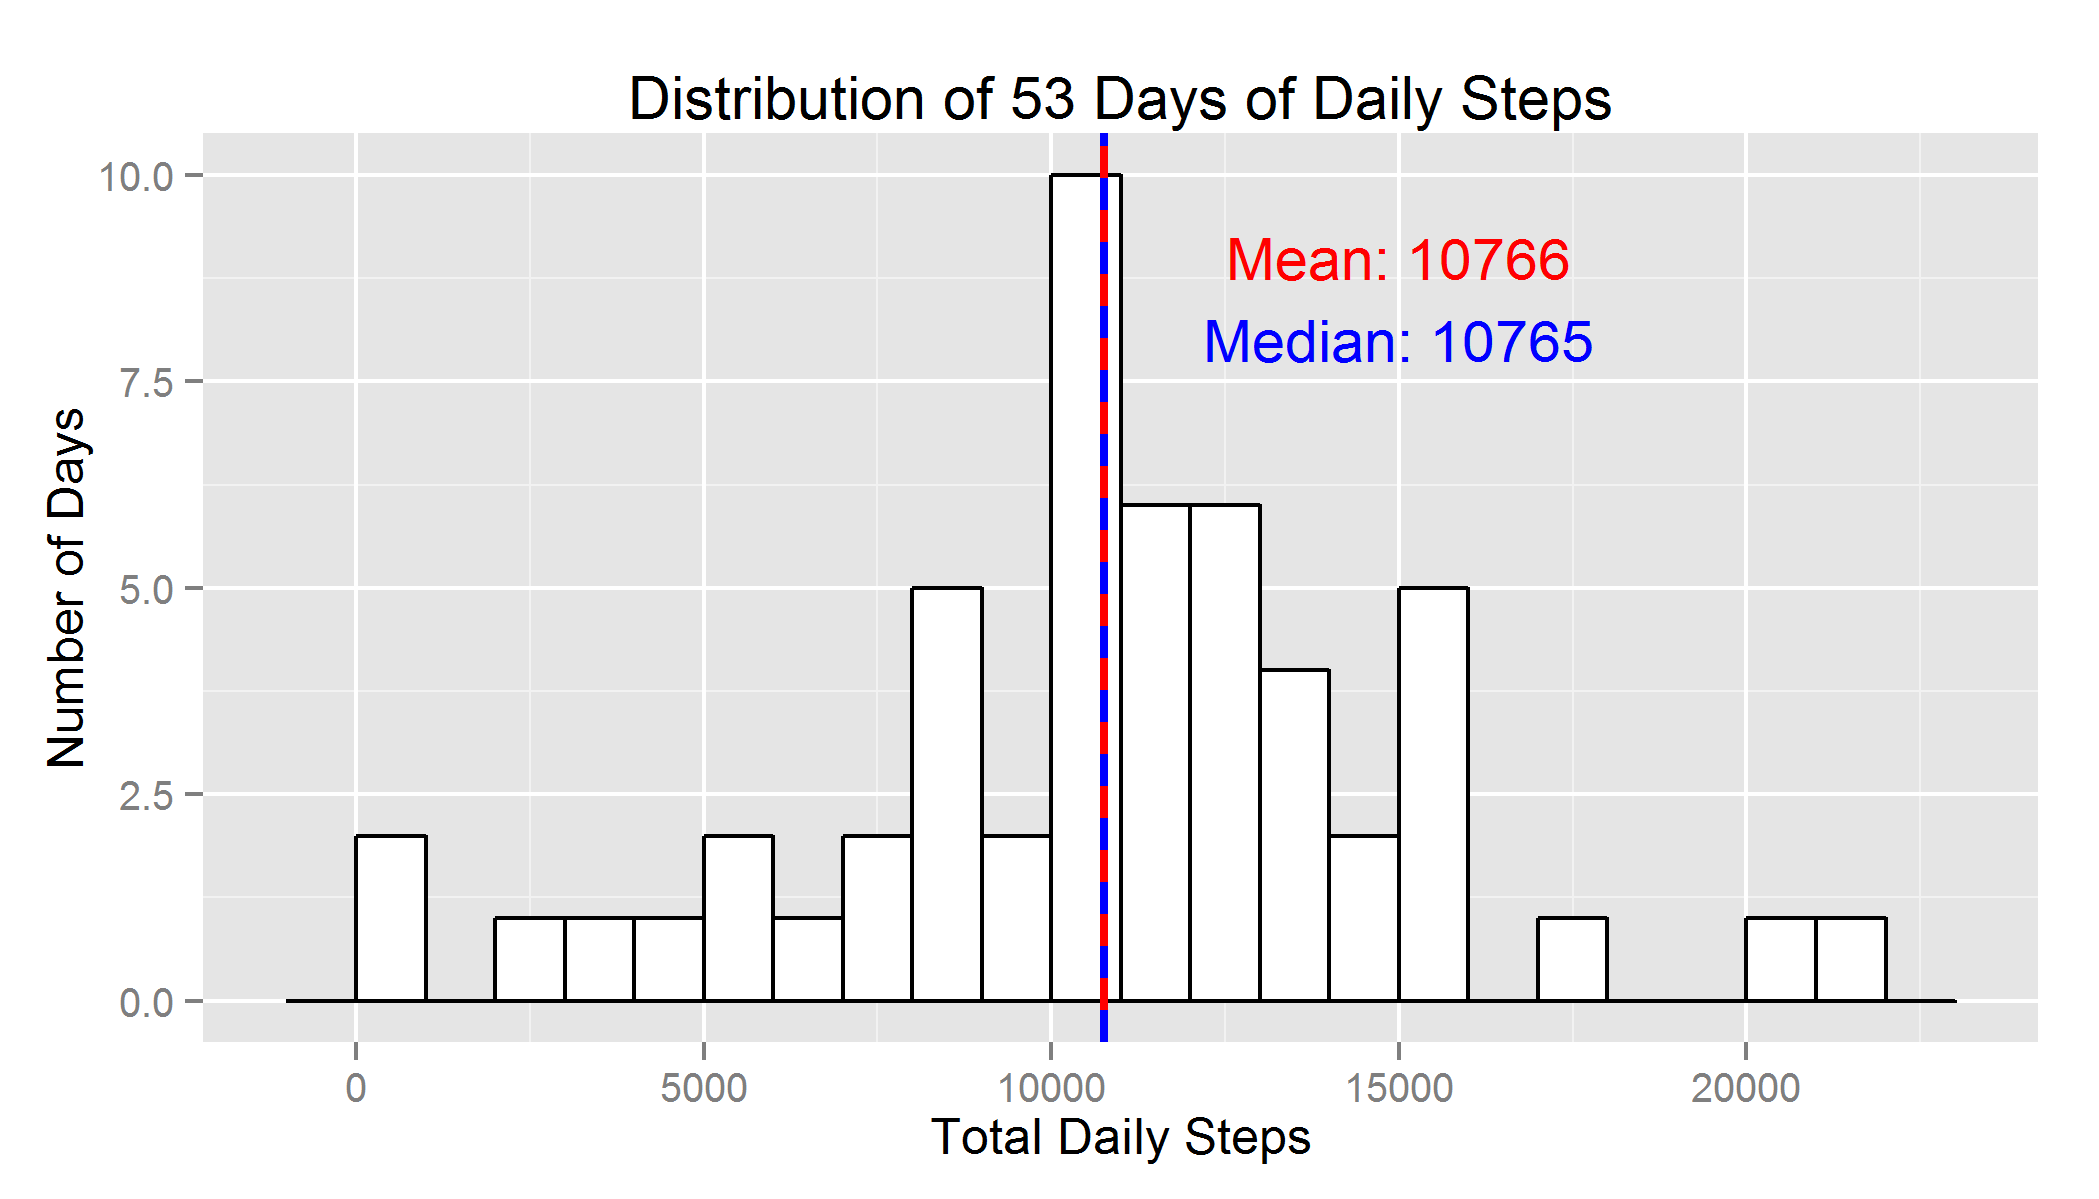 Distribution of 53 Days of Daily Steps
10.0
7.5
5.0
2.5
0.0
Number of Days
Mean: 10766
Median: 10765
0 5000 10000 15000 20000
Total Daily Steps